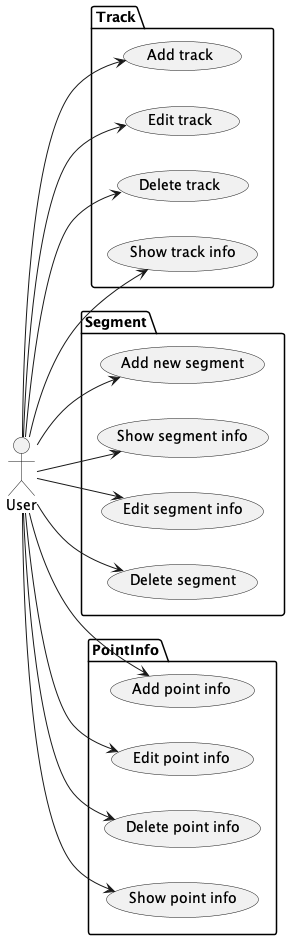 Track
Add track
Edit track
Delete track
Show track info
Segment
Add new segment
Show segment info
User
Edit segment info
Delete segment
PointInfo
Add point info
Edit point info
Delete point info
Show point info